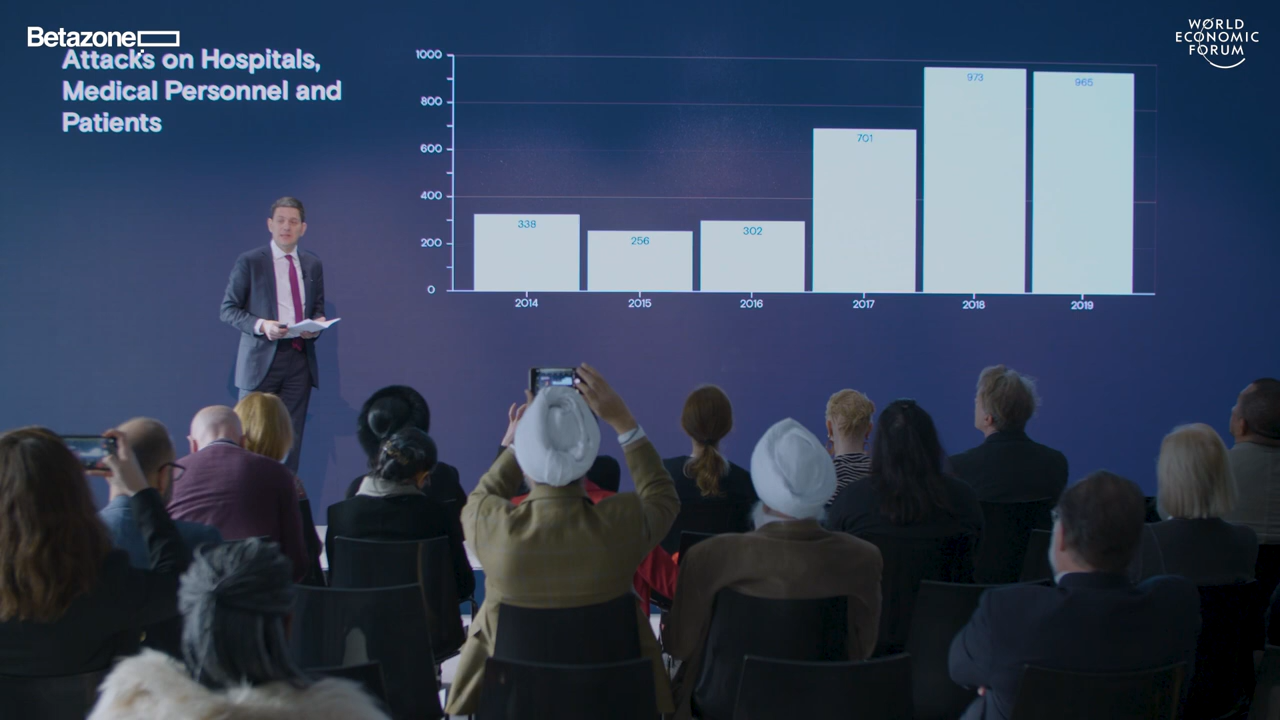 Betazone
WORLD
ECONOMIC
FORUM
Attacks on Hospitals,
Medical Personnel and
Patients
1000
800
600
400
200
0
338
256
302
701
973
965
2014
2015
2016
2017
2018
2019